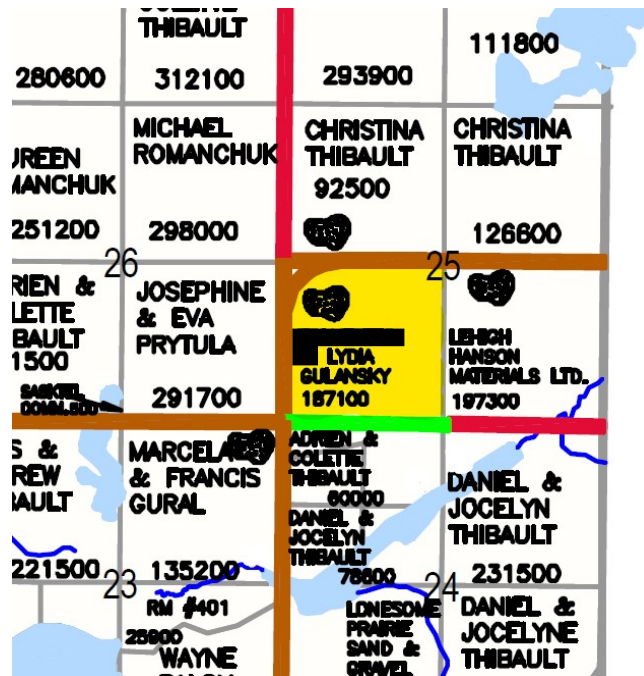 THIBAULT
280600
312100
293900
111800
MICHAEL
ROMANCHUK
298000
CHRISTINA
THIBAULT
92500
CHRISTINA
THIBAULT
126600
251200
26
25
JOSEPHINE
& EVA
PRYTULA
291700
LYDIA
GULANSKY
187100
LEHIGH
HANSON
MATERIALS LTD.
197300
SASKTEL
MARCELA
& FRANCIS
GURAL
135200
221500
ADRIEN &
COLETTE
THIBAULT
60000
DANIEL &
JOCELYN
THIBAULT
78600
DANIEL &
JOCELYN
THIBAULT
231500
23
24
RM #401
25900
WAYNE
LONESOME
PRAIRIE
SAND &
GRAVEL
DANIEL &
JOCELYNE
THIBAULT